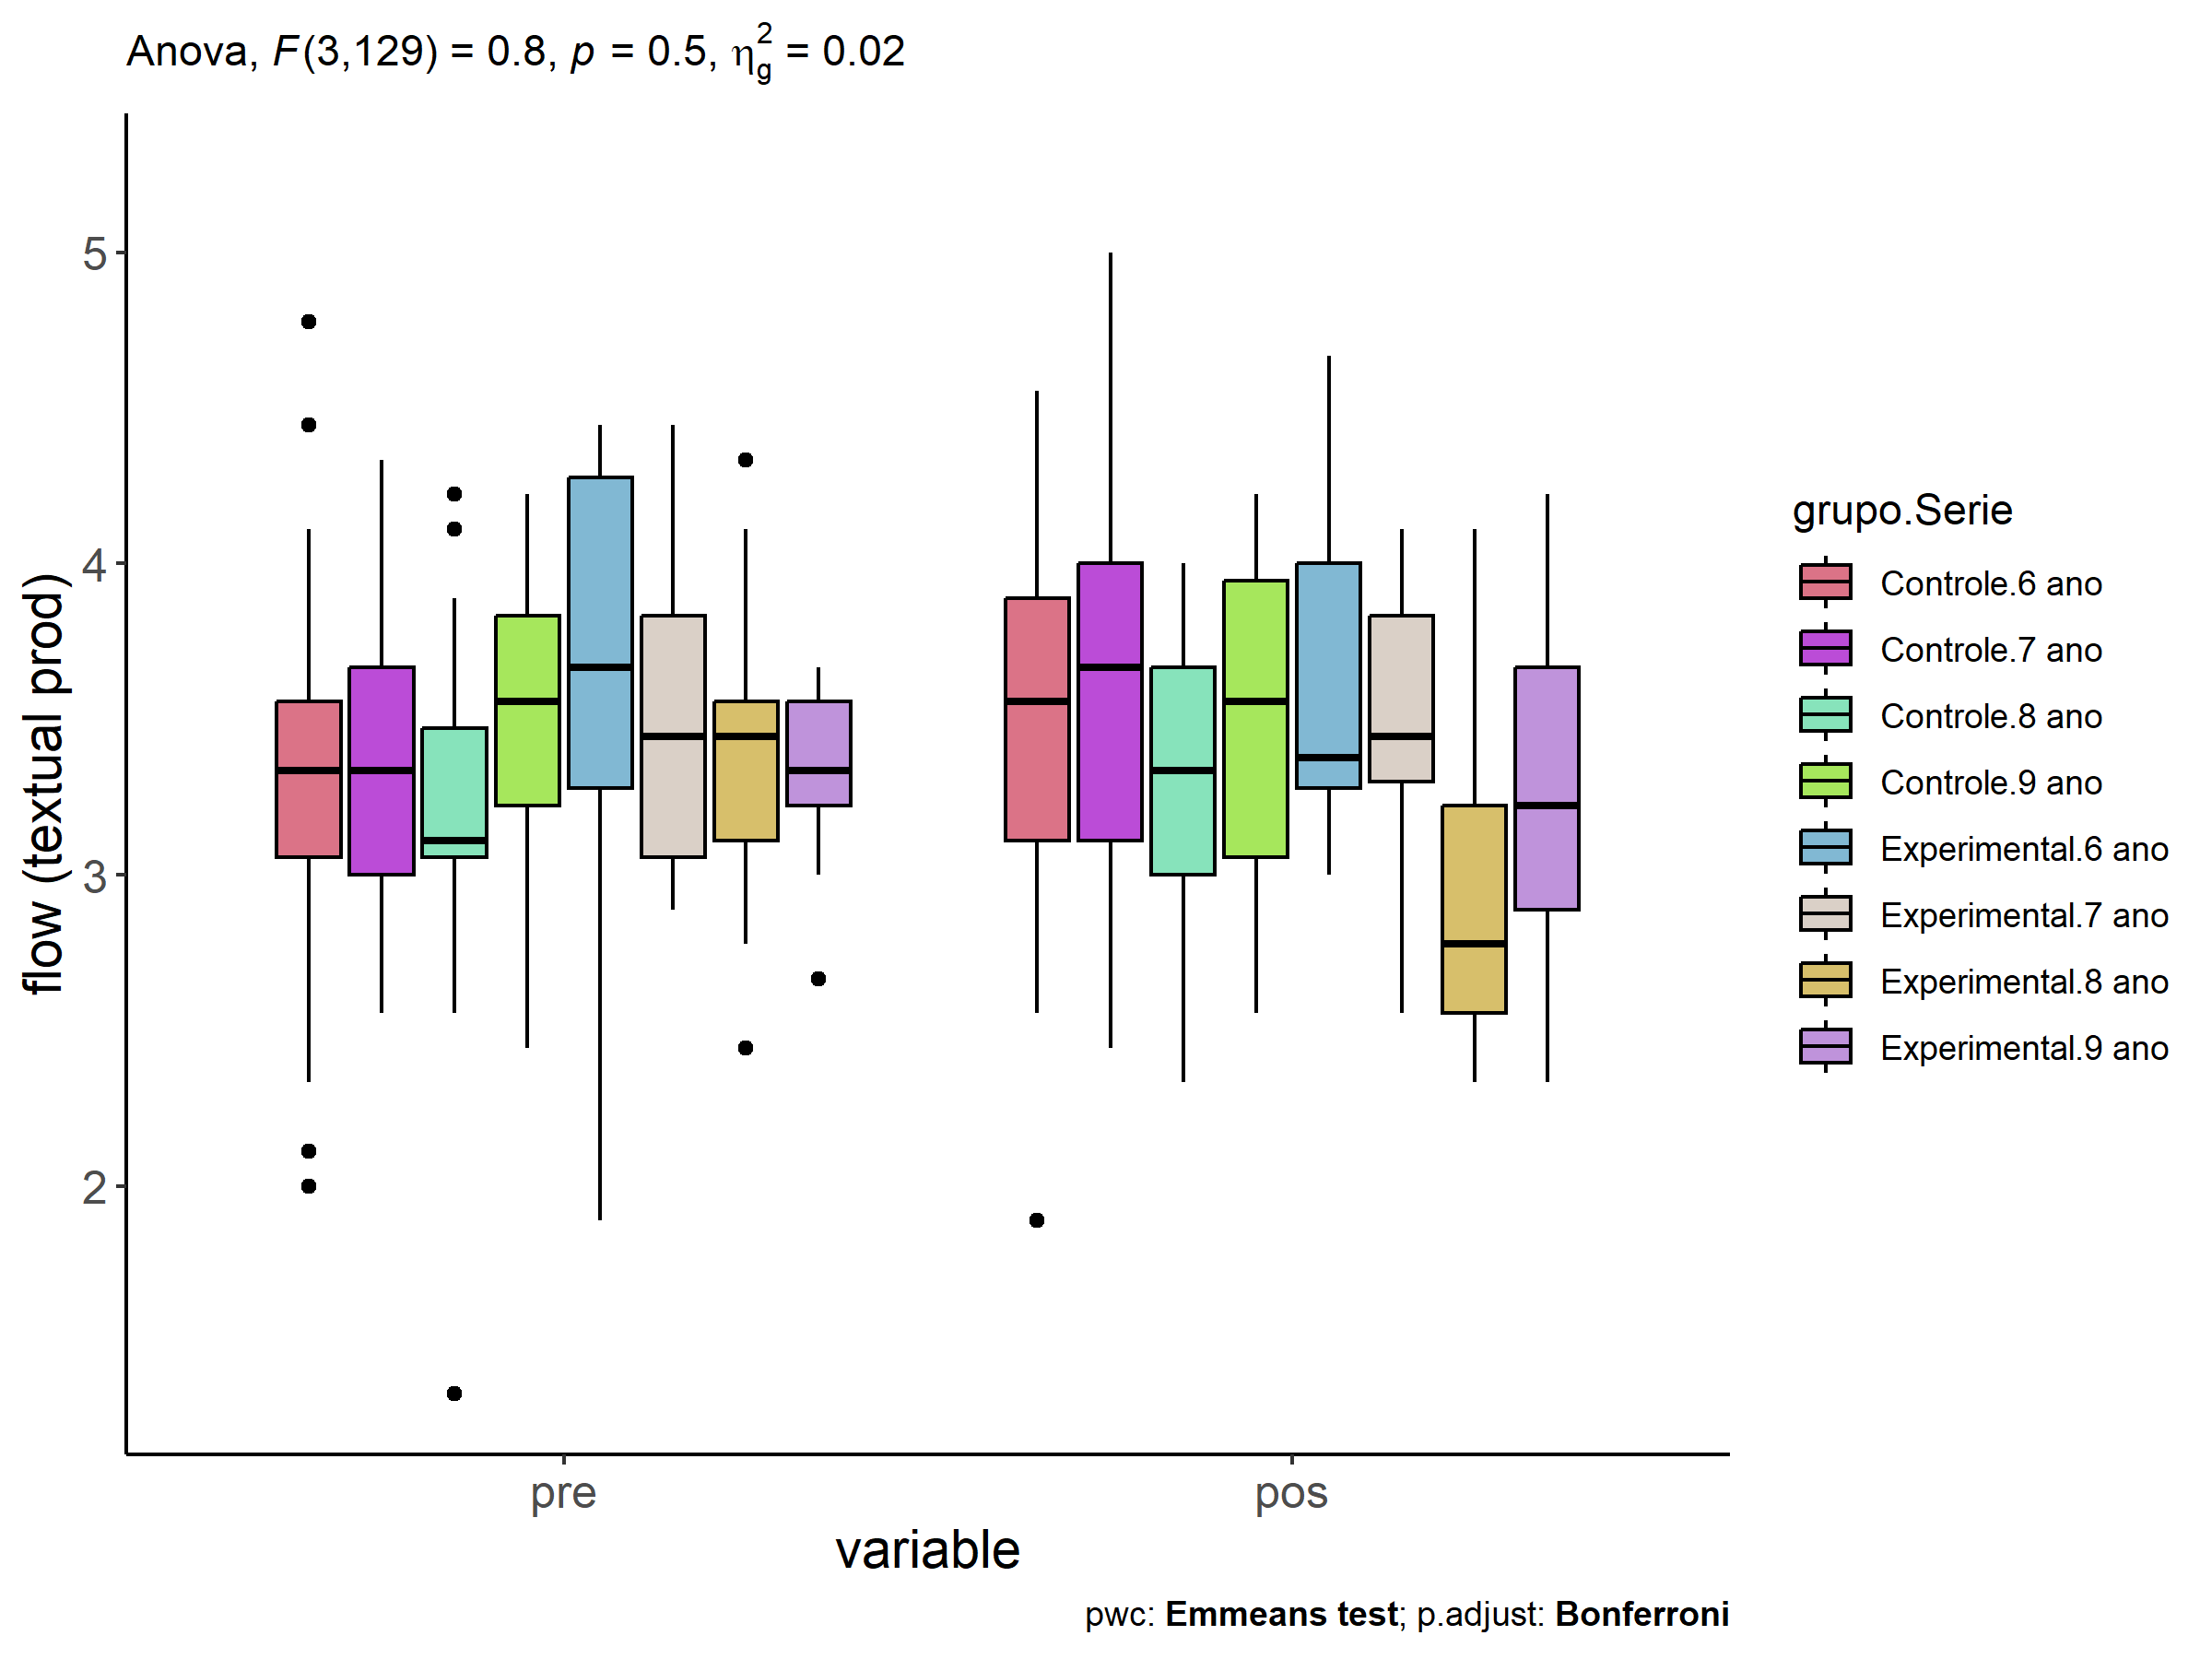 Anova, F(3,129) = 0.8, p = 0.5, η²g = 0.02
flow (textual prod)
5
4
3
2
pre
pos
variable
grupo.Serie
Controle.6 ano
Controle.7 ano
Controle.8 ano
Controle.9 ano
Experimental.6 ano
Experimental.7 ano
Experimental.8 ano
Experimental.9 ano
pwc: Emmeans test; p.adjust: Bonferroni